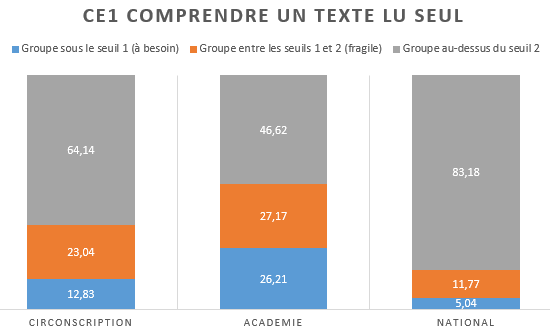 CE1 COMPRENDRE UN TEXTE LU SEUL
Groupe sous le seuil 1 (à besoin) Groupe entre les seuils 1 et 2 (fragile) Groupe au-dessus du seuil 2
64,14 46,62 83,18
23,04 27,17 11,77
12,83 26,21 5,04
CIRCONSCRIPTION ACADEMIE NATIONAL